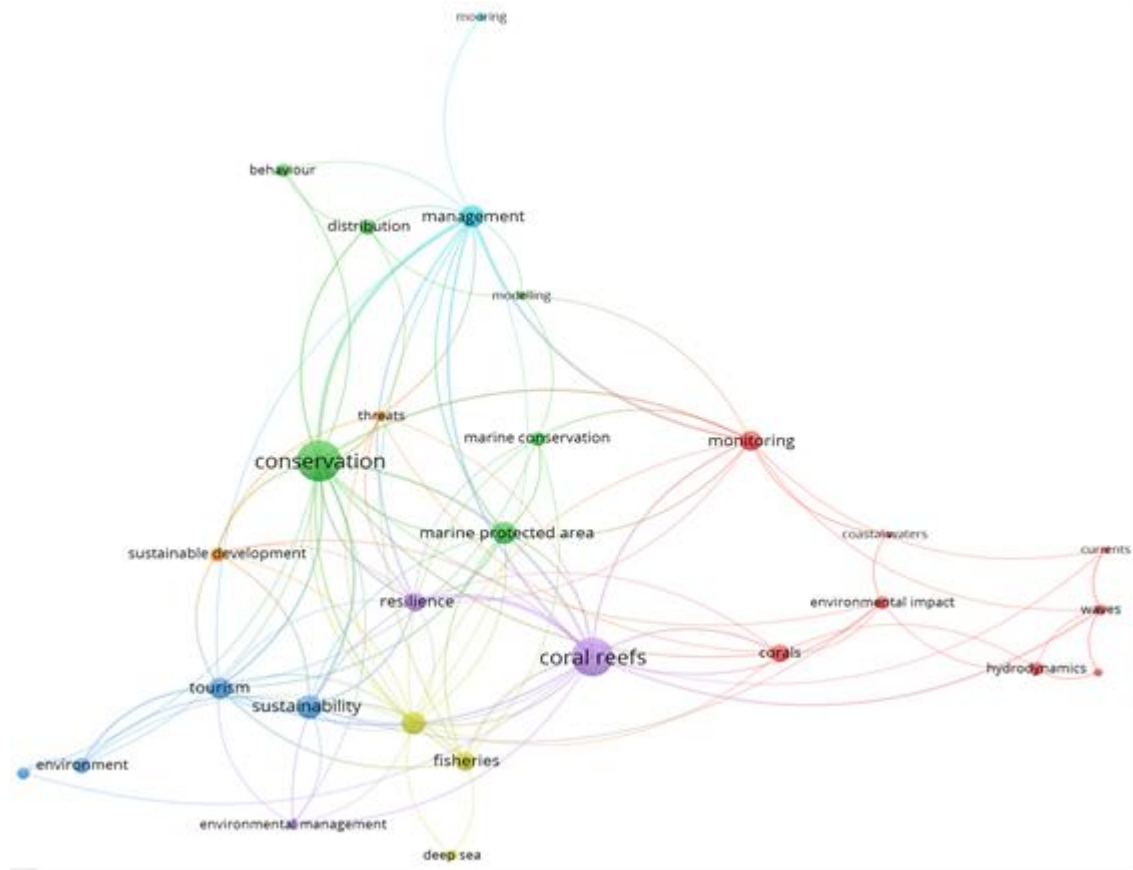 mooring
behaviour
management
distribution
modelling
threats
marine conservation
monitoring
conservation
marine protected area
coastal waters
currents
sustainable development
resilience
environmental impact
waves
coral reefs
corals
hydrodynamics
tourism
sustainability
environment
fisheries
environmental management
deep sea